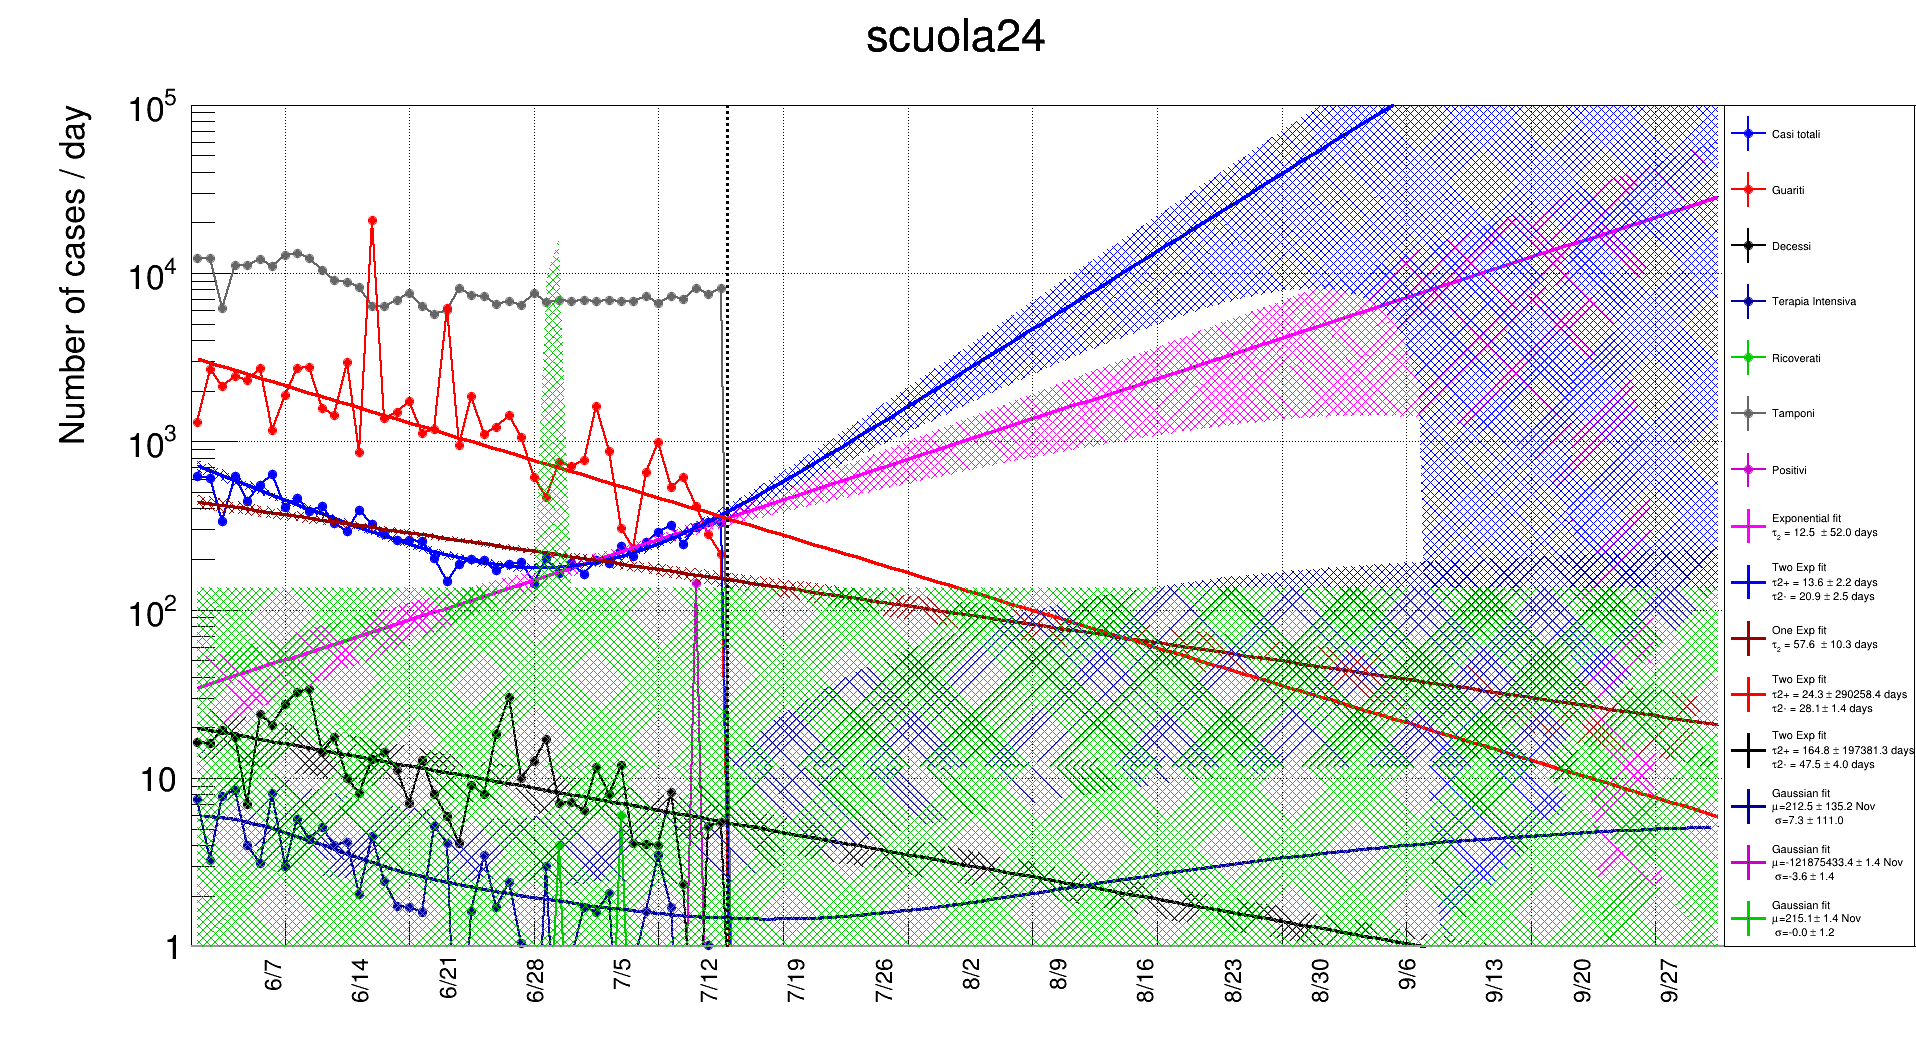 scuola24
Number of cases / day
10^5
10^4
10^3
10^2
10
1
6/7 6/14 6/21 6/28 7/5 7/12 7/19 7/26 8/2 8/9 8/16 8/23 8/30 9/6 9/13 9/20 9/27
Casi totali
Guariti
Decessi
Terapia Intensiva
Ricoverati
Tamponi
Positivi
Exponential fit
τ₂ = 12.5 ± 52.0 days
Two Exp fit
τ2+ = 13.6 ± 2.2 days
τ2- = 20.9 ± 2.5 days
One Exp fit
τ₂ = 57.6 ± 10.3 days
Two Exp fit
τ2+ = 24.3 ± 290258.4 days
τ2- = 28.1 ± 1.4 days
Two Exp fit
τ2+ = 164.8 ± 197381.3 days
τ2- = 47.5 ± 4.0 days
Gaussian fit
μ=212.5 ± 135.2 Nov
σ=7.3 ± 111.0
Gaussian fit
μ=-121875433.4 ± 1.4 Nov
σ=-3.6 ± 1.4
Gaussian fit
μ=215.1 ± 1.4 Nov
σ=-0.0 ± 1.2